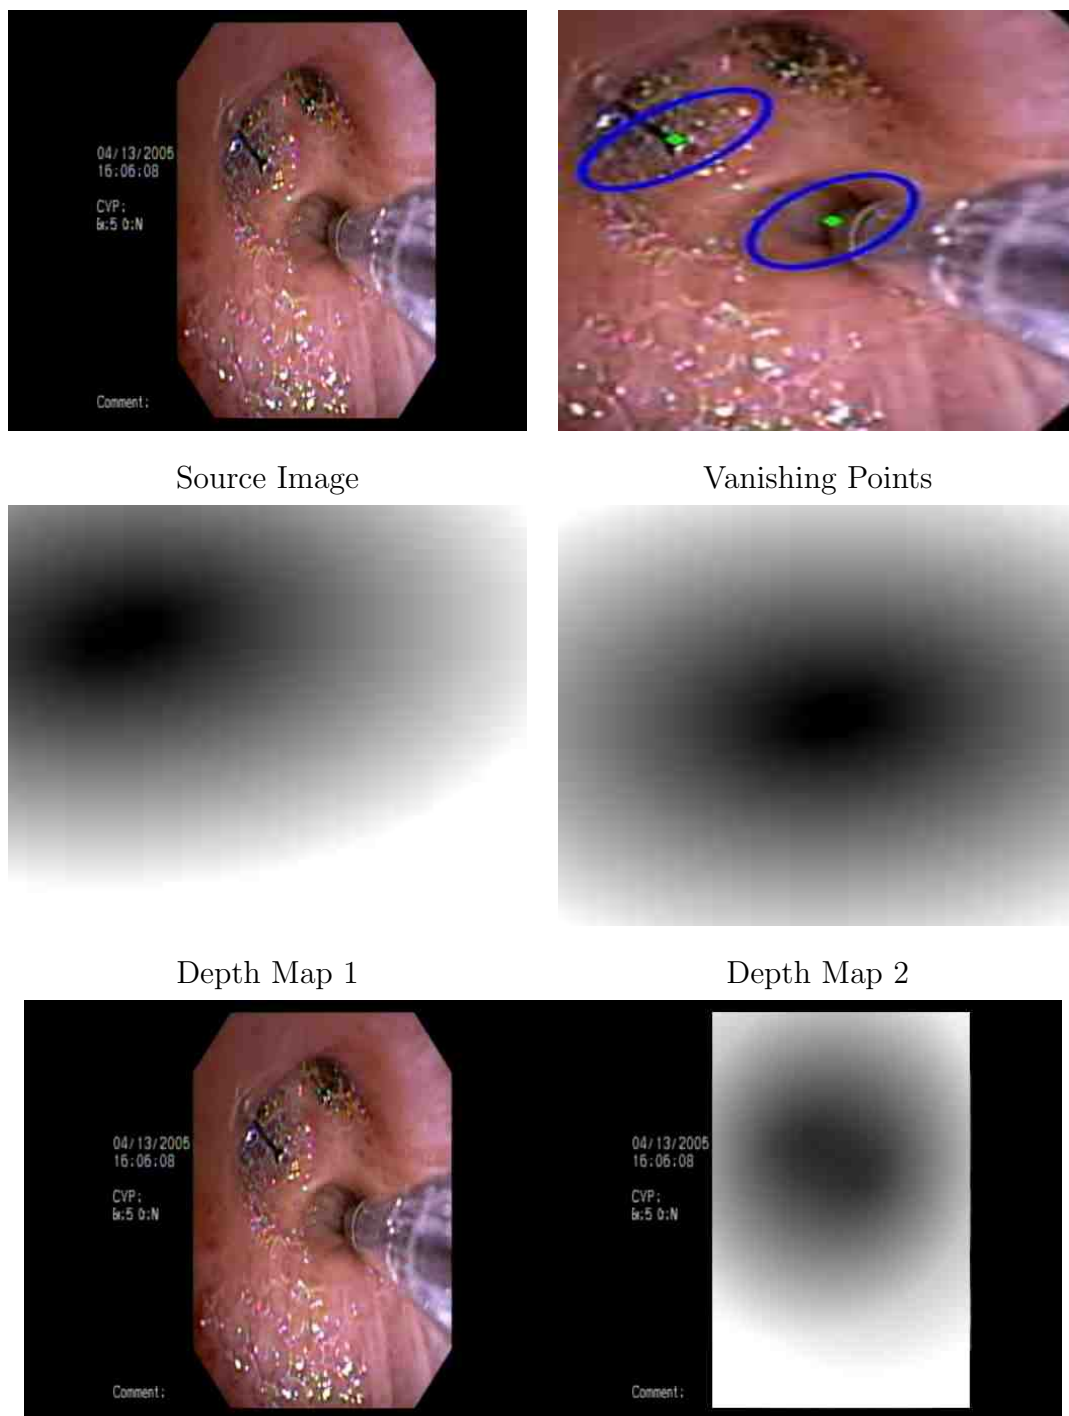 04/13/2005
16:06:08
CVP:
Comment:
Source Image
Vanishing Points
Depth Map 1
Depth Map 2
04/13/2005
16:06:08
CVP:
Comment:
04/13/2005
16:06:08
CVP:
Comment: